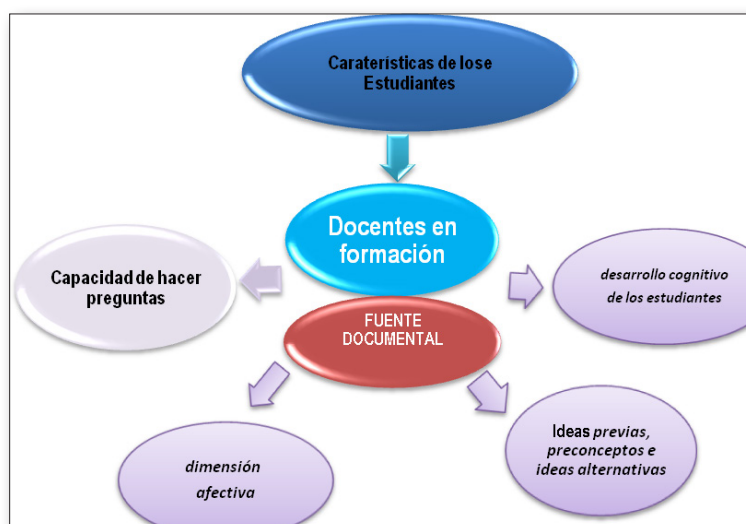 Caraterísticas de lose
Estudiantes
Docentes en
formación
Capacidad de hacer
preguntas
desarrollo cognitivo
de los estudiantes
FUENTE
DOCUMENTAL
dimensión
afectiva
Ideas previas,
preconceptos e
ideas alternativas